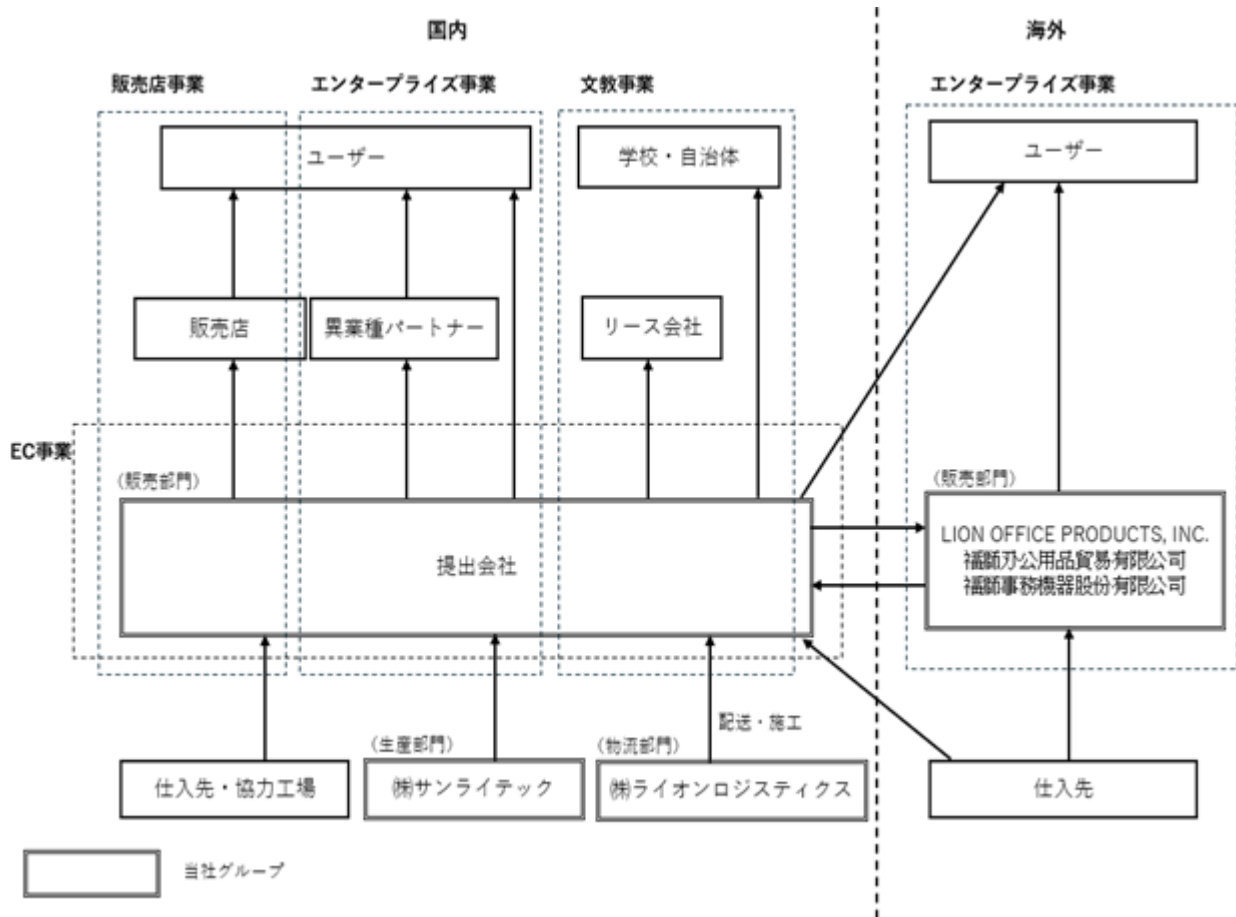 国内
海外
販売店事業
エンタープライズ事業
文教事業
エンタープライズ事業
ユーザー
学校・自治体
ユーザー
販売店
異業種パートナー
リース会社
EC事業
(販売部門)
(販売部門)
提出会社
LION OFFICE PRODUCTS, INC.
福獅刅公用品貿易有限公司
福獅事務機器股份有限公司
配送・施工
(生産部門)
(物流部門)
仕入先・協力工場
㈱サンライテック
㈱ライオンロジスティクス
仕入先
当社グループ